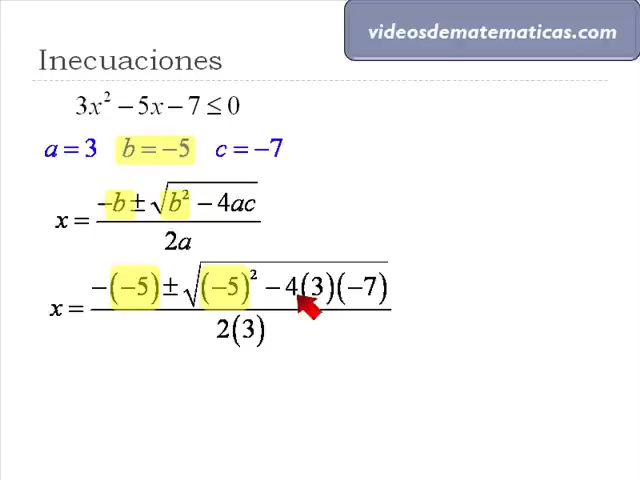 videosdematematicas.com
Inecuaciones
3x² − 5x − 7 ≤ 0
a = 3 b = −5 c = −7
x = (−b ± √(b² − 4ac)) / (2a)
x = (−(−5) ± √((−5)² − 4(3)(−7))) / (2(3))